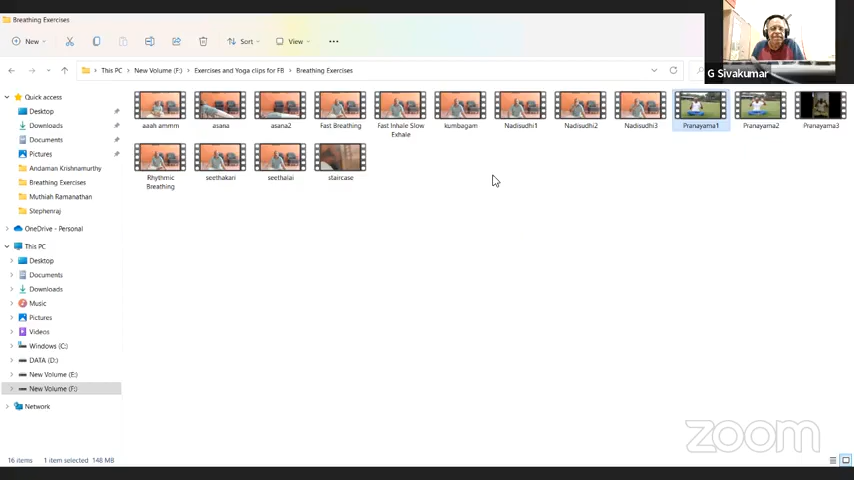 Breathing Exercises
New
Sort
View
This PC
New Volume (F:)
Exercises and Yoga clips for FB
Breathing Exercises
G Sivakumar
Quick access
Desktop
Downloads
Documents
Pictures
Andaman Krishnamurthy
Breathing Exercises
Muthiah Ramanathan
Stephenraj
OneDrive - Personal
This PC
Desktop
Documents
Downloads
Music
Pictures
Videos
Windows (C:)
DATA (D:)
New Volume (E:)
New Volume (F:)
Network
aaah ammm
asana
asana2
Fast Breathing
Fast Inhale Slow
Exhale
kumbagam
Nadisudhi1
Nadisudhi2
Nadisudhi3
Pranayama1
Pranayama2
Pranayama3
Rhythmic
Breathing
seethakari
seethalai
staircase
zoom
16 items
1 item selected 148 MB